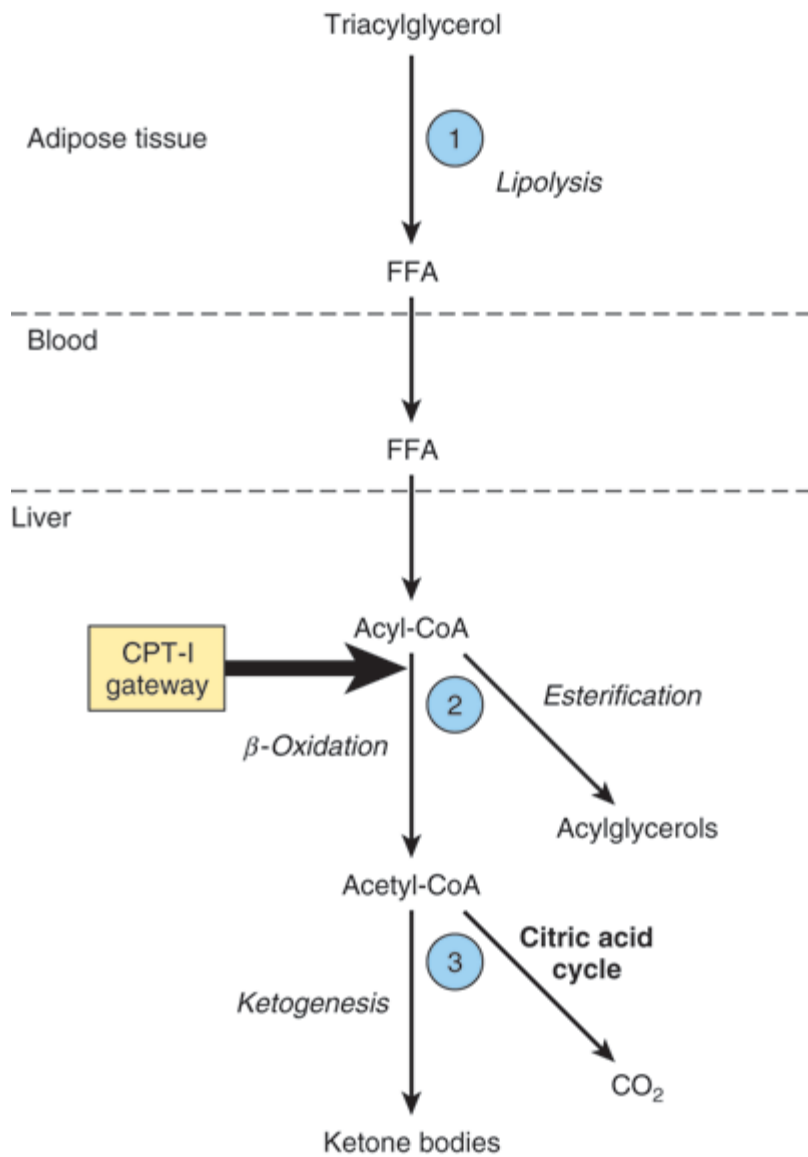 Triacylglycerol
Adipose tissue
1
Lipolysis
FFA
Blood
FFA
Liver
Acyl-CoA
CPT-I
gateway
2
Esterification
β-Oxidation
Acylglycerols
Acetyl-CoA
Citric acid
cycle
3
Ketogenesis
CO₂
Ketone bodies